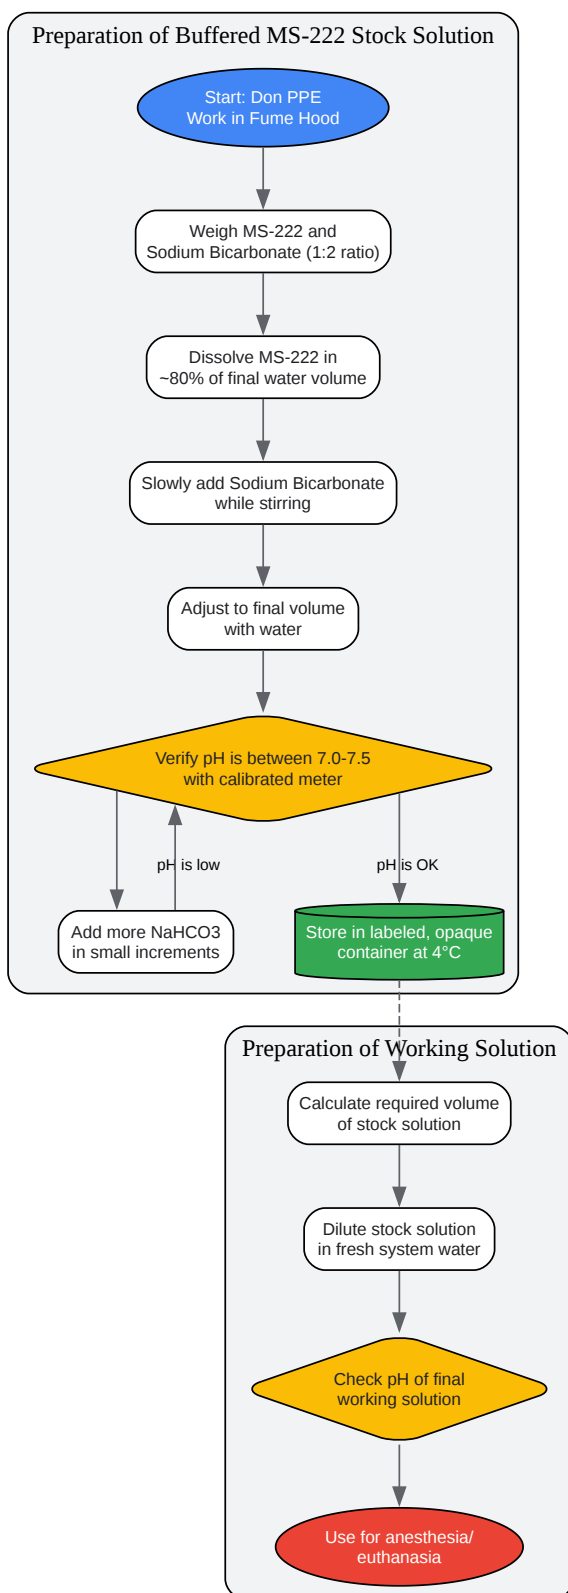 Preparation of Buffered MS-222 Stock Solution
Start: Don PPE
Work in Fume Hood
Weigh MS-222 and
Sodium Bicarbonate (1:2 ratio)
Dissolve MS-222 in
~80% of final water volume
Slowly add Sodium Bicarbonate
while stirring
Adjust to final volume
with water
Verify pH is between 7.0-7.5
with calibrated meter
pH is low
pH is OK
Add more NaHCO3
in small increments
Store in labeled, opaque
container at 4°C
Preparation of Working Solution
Calculate required volume
of stock solution
Dilute stock solution
in fresh system water
Check pH of final
working solution
Use for anesthesia/
euthanasia